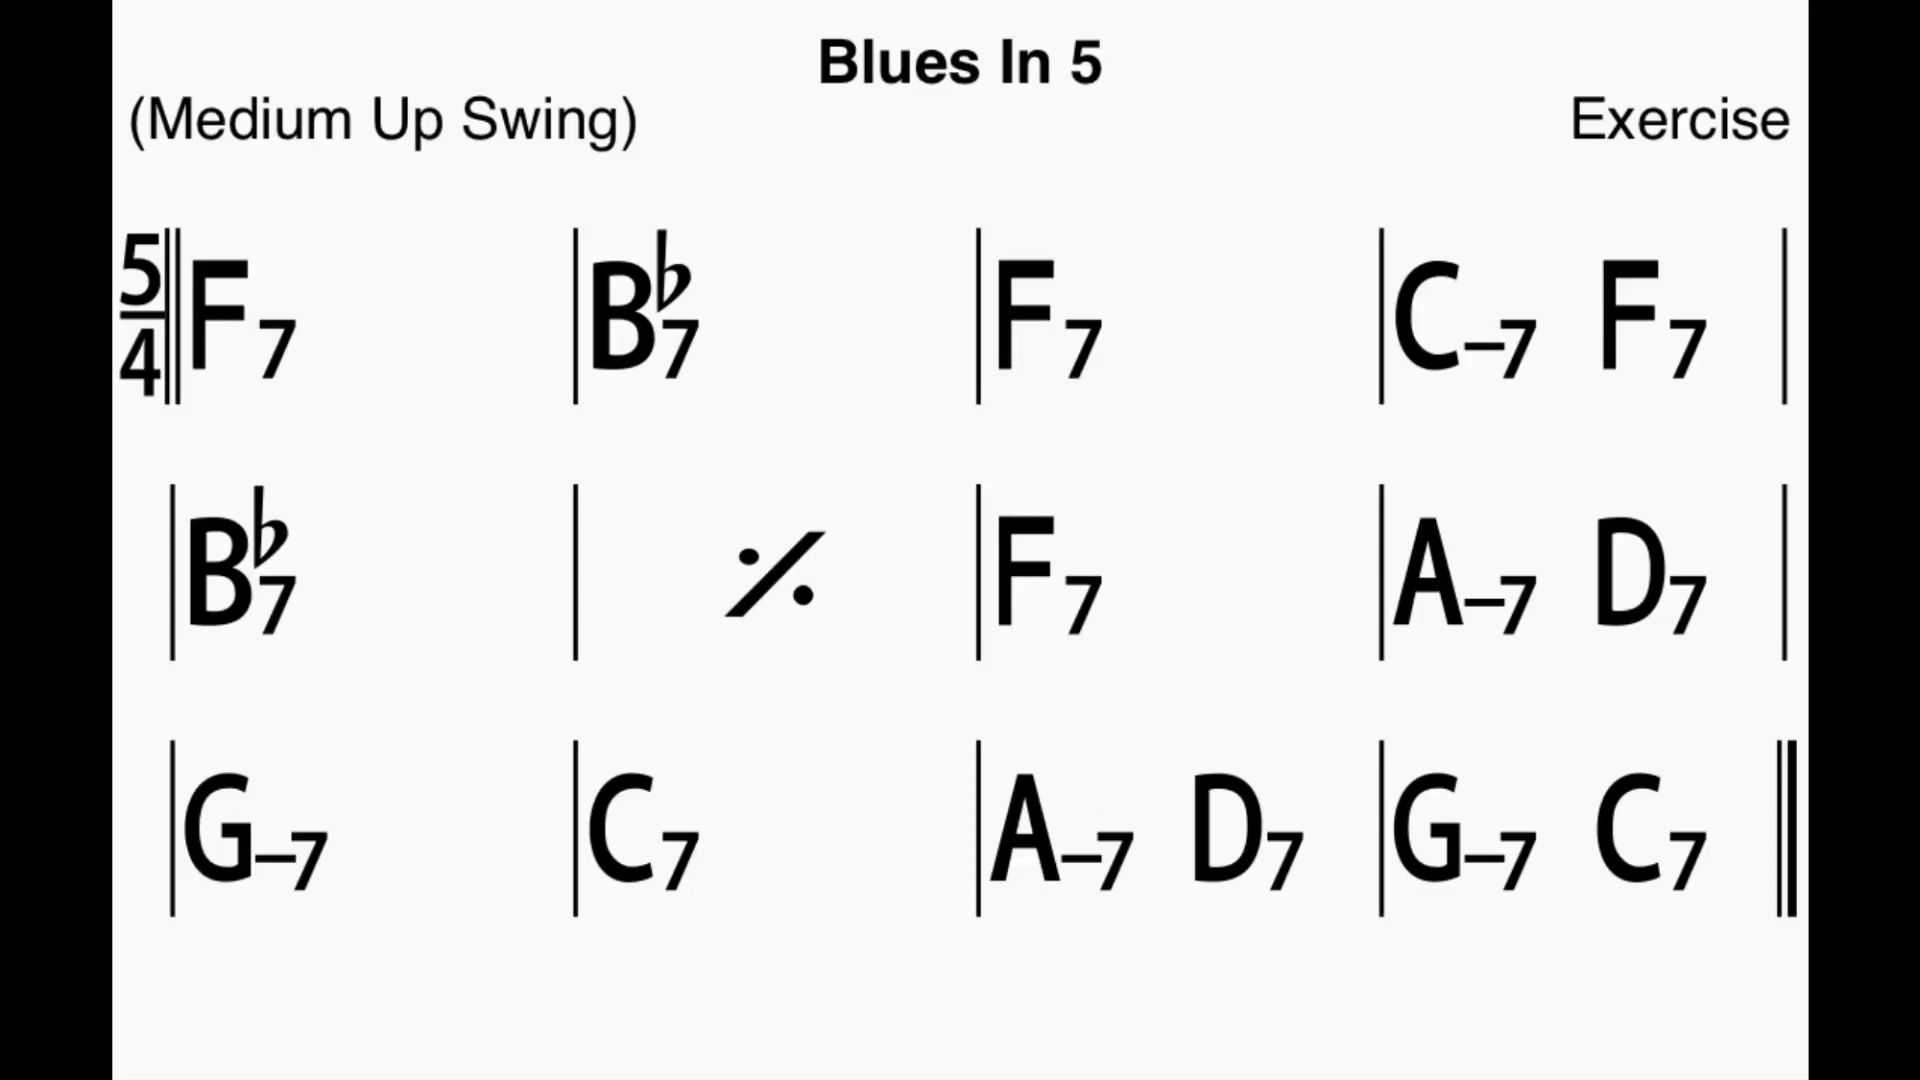 Blues In 5
(Medium Up Swing) Exercise
5/4 F7 B♭7 F7 C–7 F7
B♭7 𝄎 F7 A–7 D7
G–7 C7 A–7 D7 G–7 C7